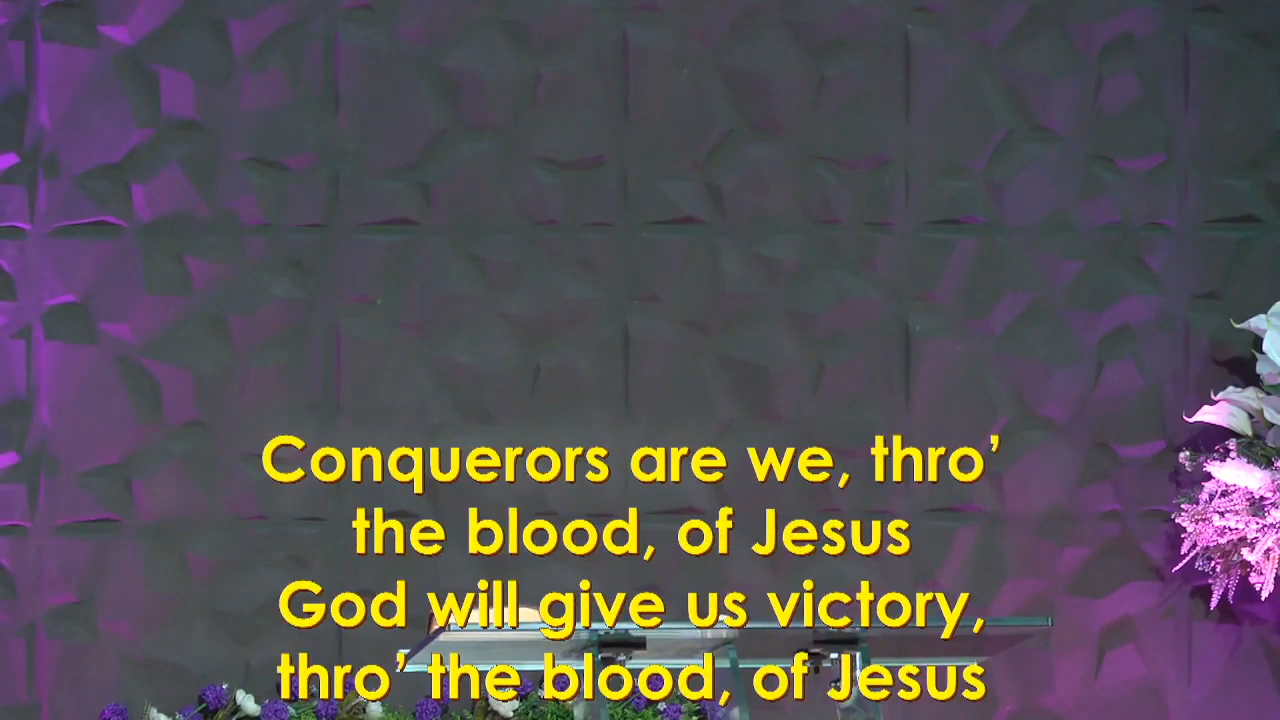 Conquerors are we, thro’
the blood, of Jesus
God will give us victory,
thro’ the blood, of Jesus